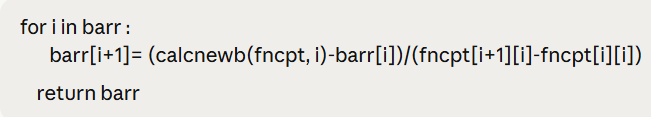 for i in barr :
barr[i+1]= (calcnewb(fncpt, i)-barr[i])/(fncpt[i+1][i]-fncpt[i][i])
return barr